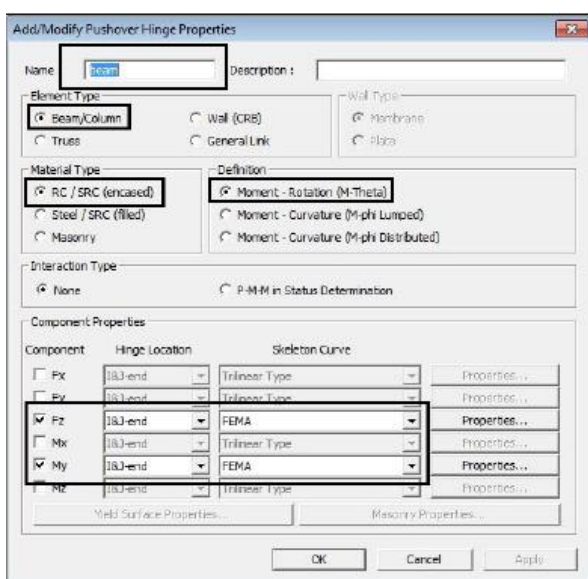 Add/Modify Pushover Hinge Properties
Name beam Description :
Element Type Wall Type
Beam/Column Wall (CRB) Membrane
Truss General Link Plate
Material Type Definition
RC / SRC (encased) Moment - Rotation (M-Theta)
Steel / SRC (filled) Moment - Curvature (M-phi Lumped)
Masonry Moment - Curvature (M-phi Distributed)
Interaction Type
None P-M-M in Status Determination
Component Properties
Component Hinge Location Skeleton Curve
Fx I&J-end Trilinear Type Properties...
Fy I&J-end Trilinear Type Properties...
Fz I&J-end FEMA Properties...
Mx I&J-end Trilinear Type Properties...
My I&J-end FEMA Properties...
Mz I&J-end Trilinear Type Properties...
Yield Surface Properties... Masonry Properties...
OK Cancel Apply